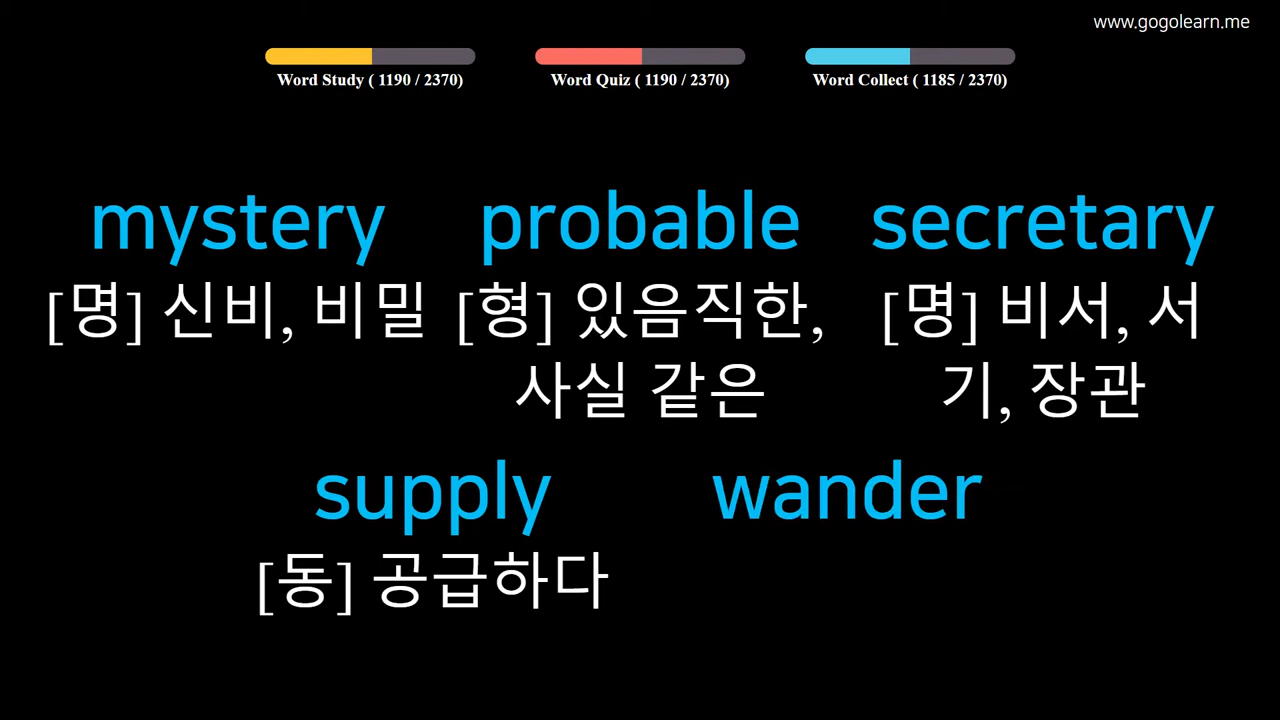 www.gogolearn.me
Word Study ( 1190 / 2370) Word Quiz ( 1190 / 2370) Word Collect ( 1185 / 2370)
mystery probable secretary
[명] 신비, 비밀 [형] 있음직한, [명] 비서, 서
사실 같은 기, 장관
supply wander
[동] 공급하다